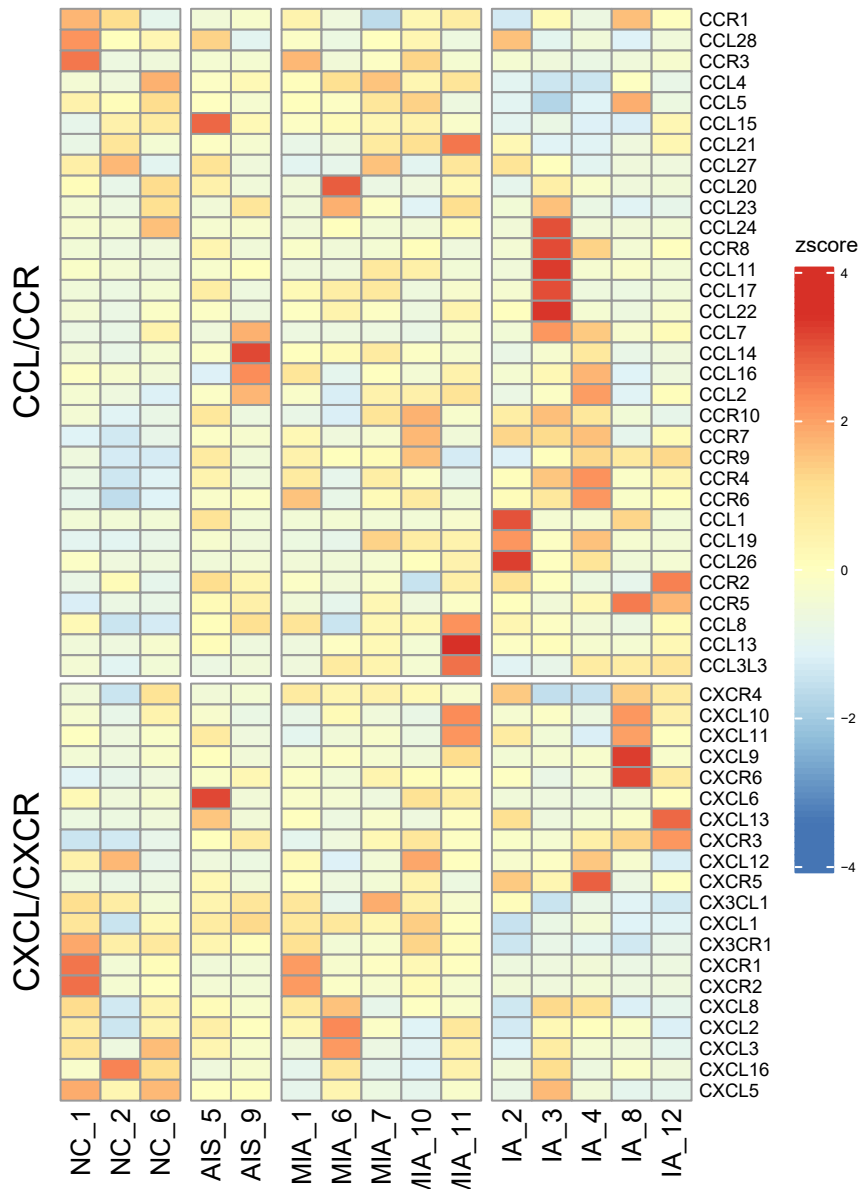 CCL/CCR
CCR1
CCL28
CCR3
CCL4
CCL5
CCL15
CCL21
CCL27
CCL20
CCL23
CCL24
CCR8
CCL11
CCL17
CCL22
CCL7
CCL14
CCL16
CCL2
CCR10
CCR7
CCR9
CCR4
CCR6
CCL1
CCL19
CCL26
CCR2
CCR5
CCL8
CCL13
CCL3L3
CXCL/CXCR
CXCR4
CXCL10
CXCL11
CXCL9
CXCR6
CXCL6
CXCL13
CXCR3
CXCL12
CXCR5
CX3CL1
CXCL1
CX3CR1
CXCR1
CXCR2
CXCL8
CXCL2
CXCL3
CXCL16
CXCL5
NC_1
NC_2
NC_6
AIS_5
AIS_9
MIA_1
MIA_6
MIA_7
MIA_10
MIA_11
IA_2
IA_3
IA_4
IA_8
IA_12
zscore
4
2
0
−2
−4